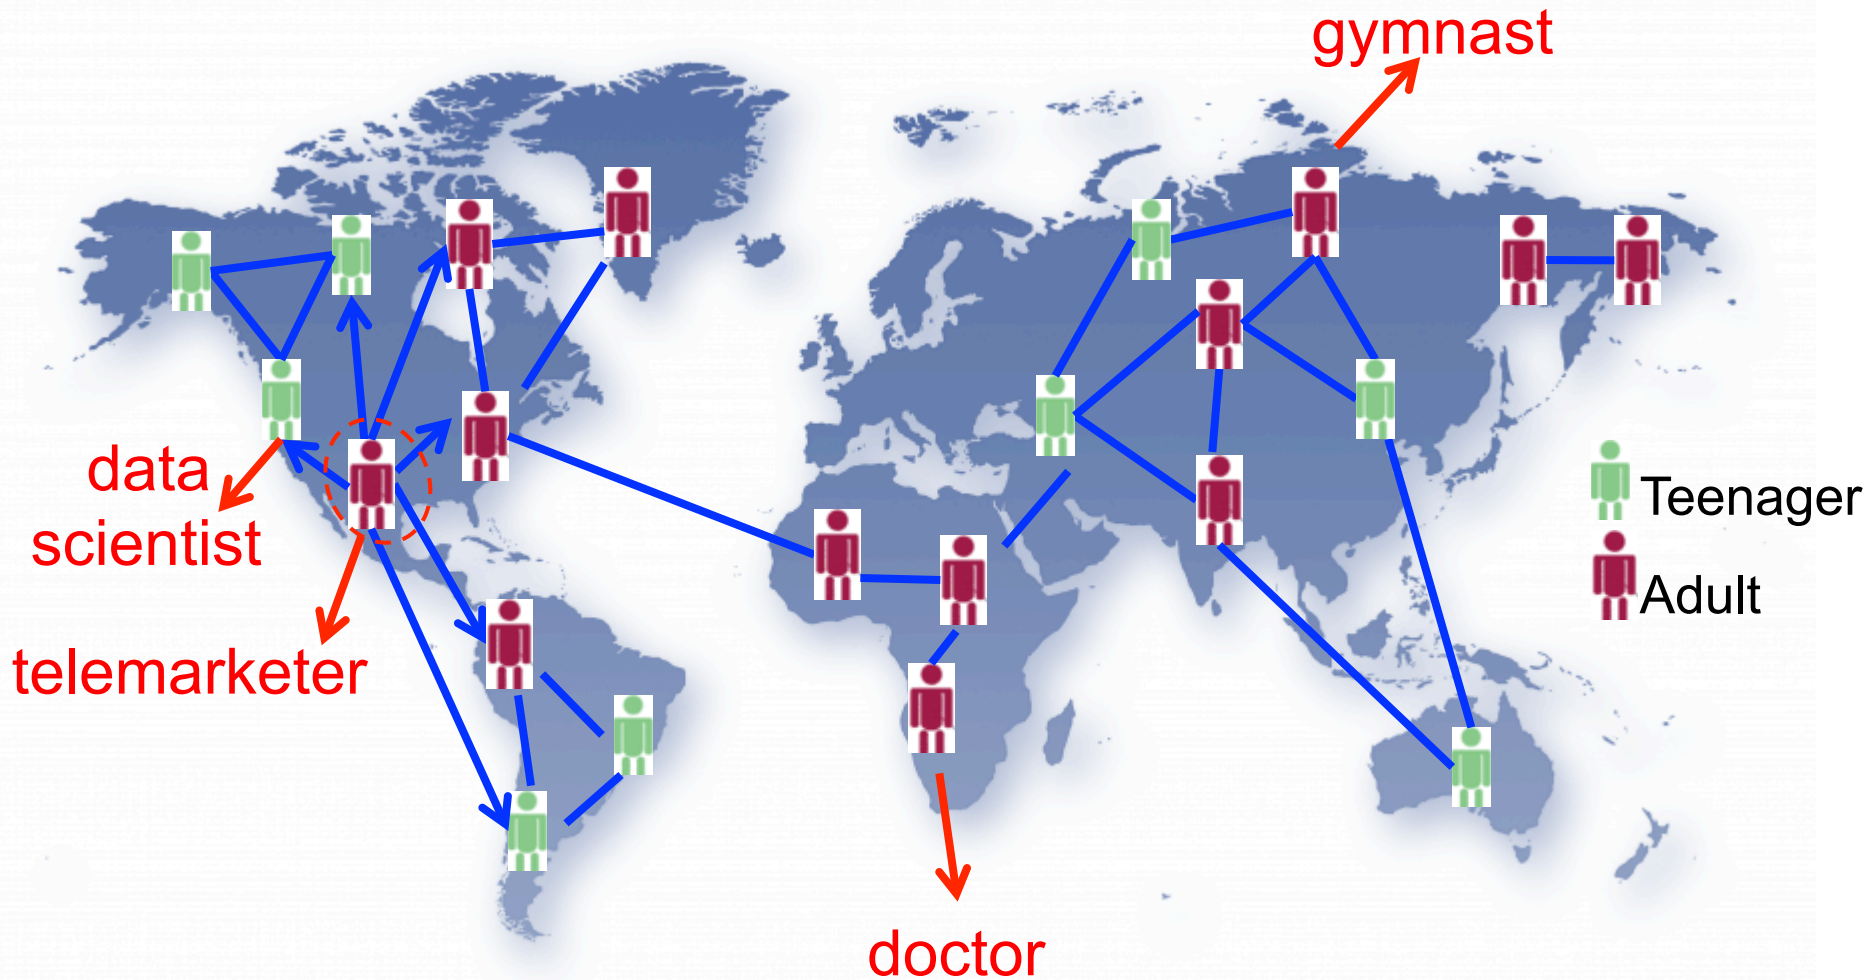 gymnast
data
scientist
telemarketer
Teenager
Adult
doctor